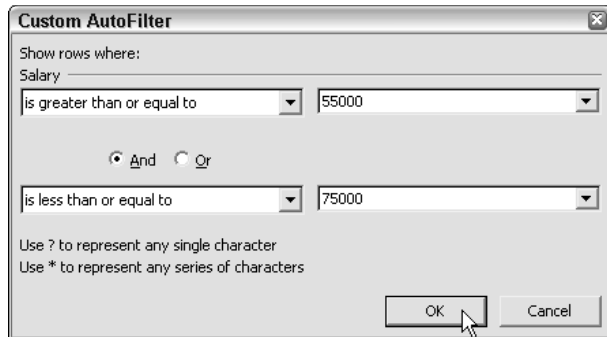 Custom AutoFilter
Show rows where:
Salary
is greater than or equal to 55000
And Or
is less than or equal to 75000
Use ? to represent any single character
Use * to represent any series of characters
OK Cancel